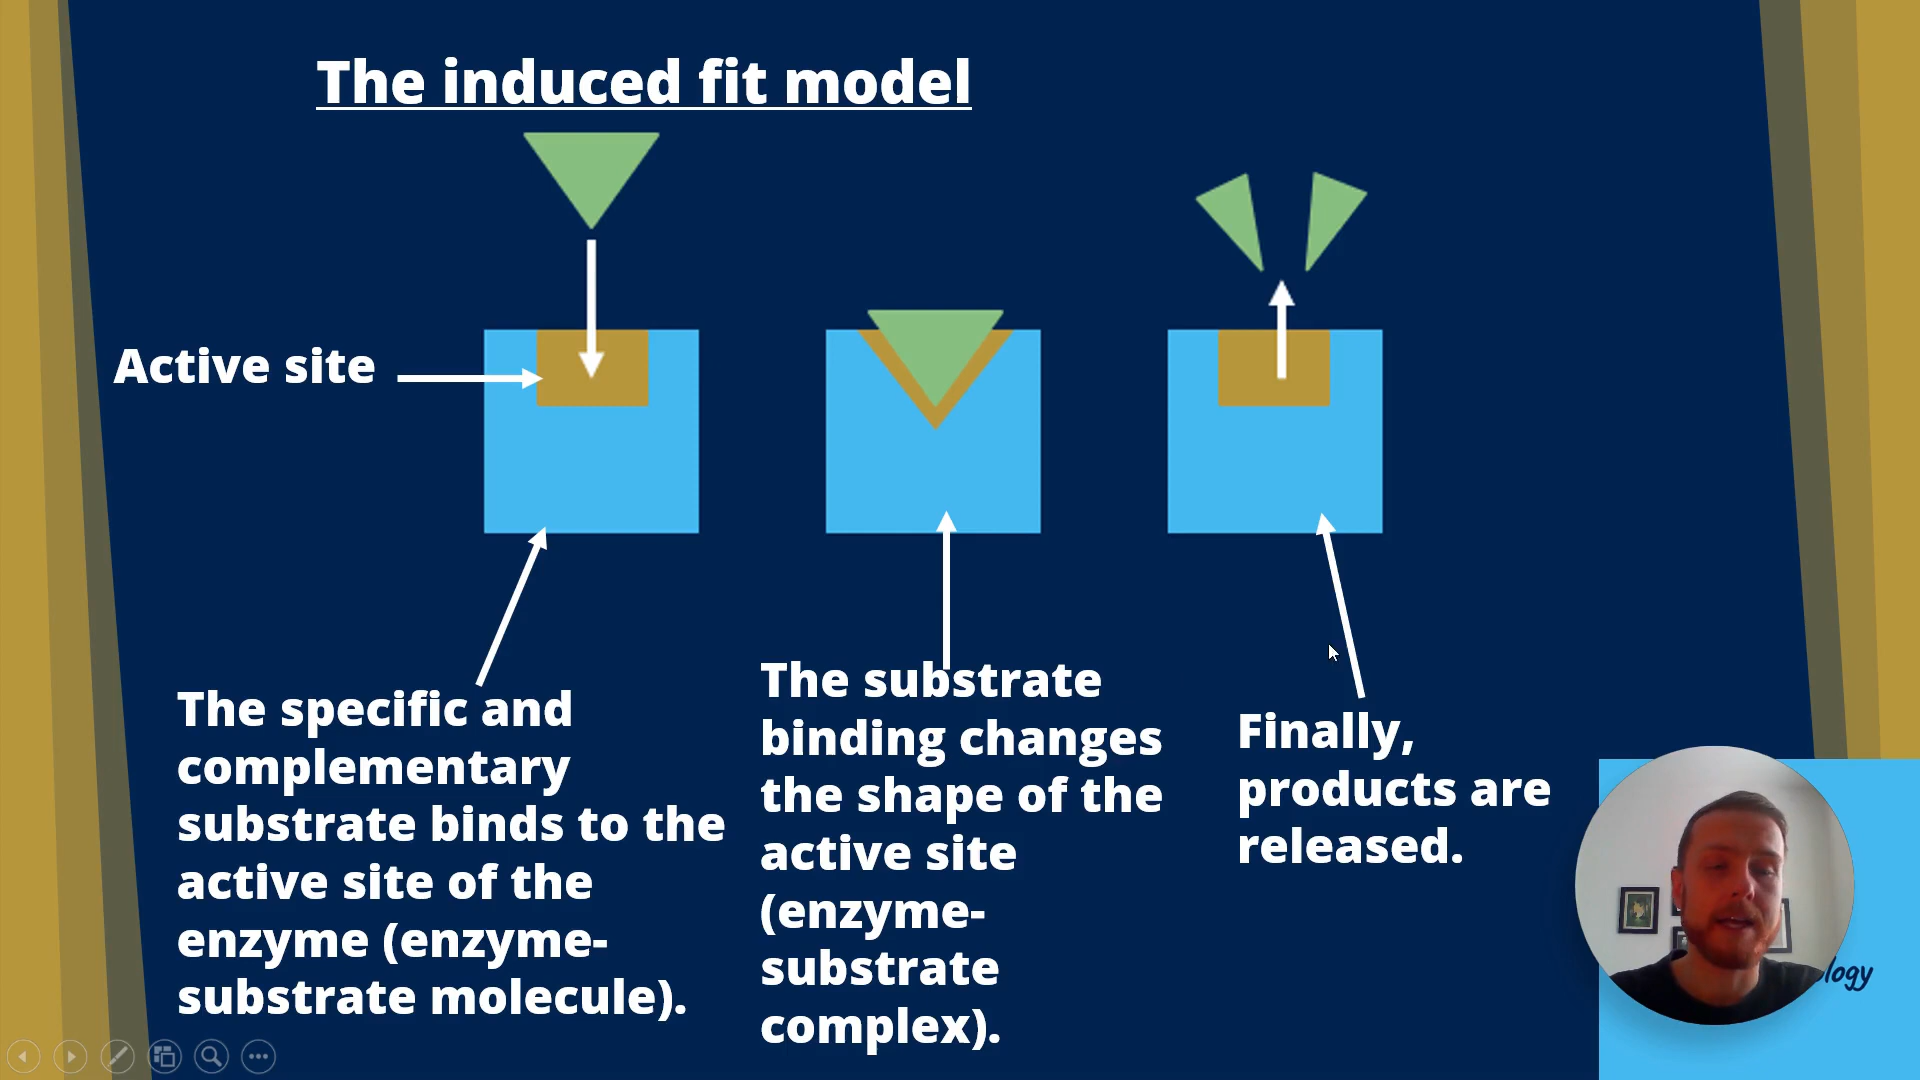 The induced fit model
Active site
The specific and
complementary
substrate binds to the
active site of the
enzyme (enzyme-
substrate molecule).
The substrate
binding changes
the shape of the
active site
(enzyme-
substrate
complex).
Finally,
products are
released.